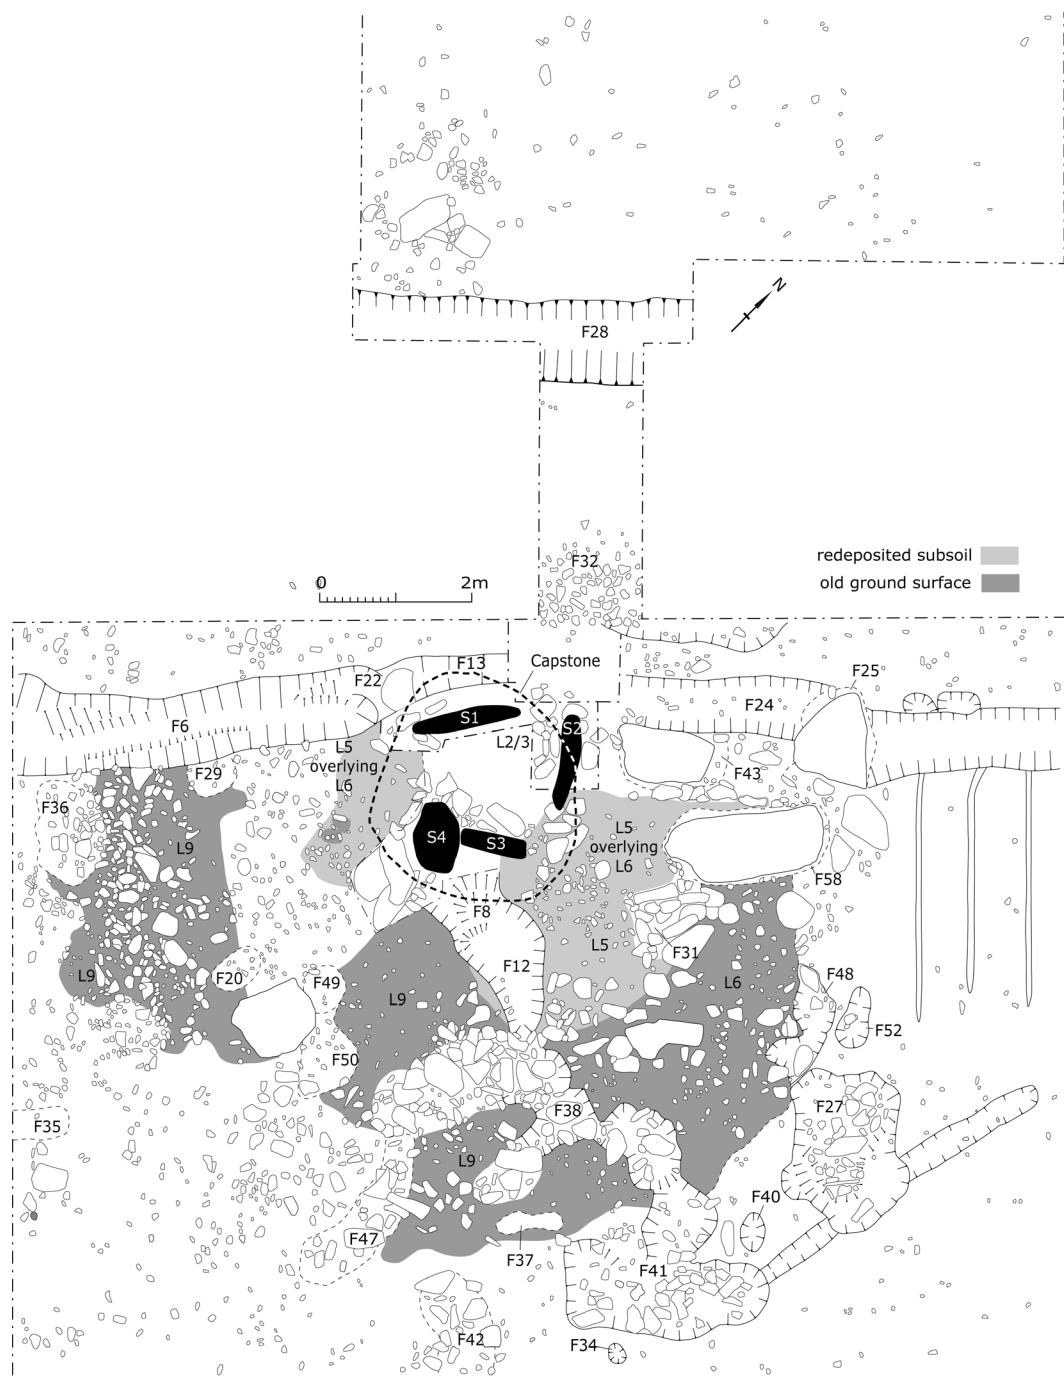 N
F28
F32
redeposited subsoil
old ground surface
0 2m
Capstone
F13
F25
F22
S1
F24
F6
S2
L2/3
L5
overlying
L6
F29
F43
F36
S4
S3
L5
overlying
L6
L9
F58
F8
L5
F31
F12
L9
F20
F49
L9
L6
F48
F52
F50
F38
F27
F35
L9
F40
F47
F37
F41
F42
F34